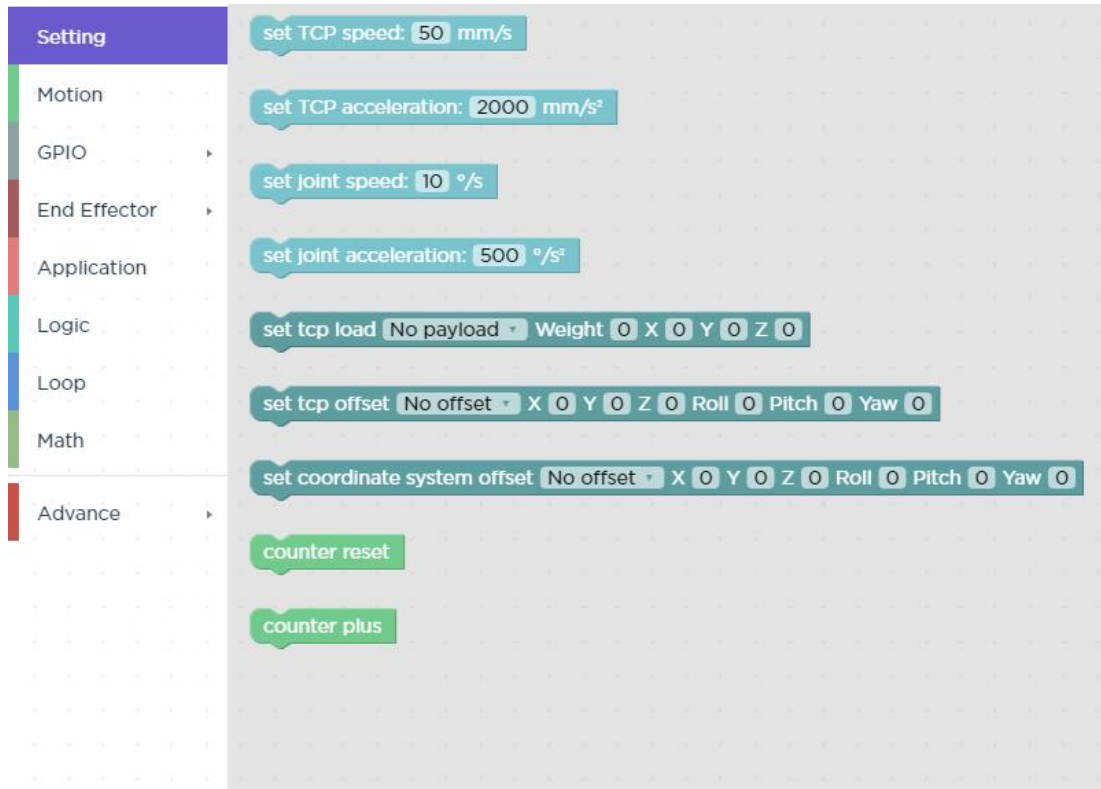 Setting
Motion
GPIO
End Effector
Application
Logic
Loop
Math
Advance
set TCP speed: 50 mm/s
set TCP acceleration: 2000 mm/s²
set joint speed: 10 °/s
set joint acceleration: 500 °/s²
set tcp load No payload Weight 0 X 0 Y 0 Z 0
set tcp offset No offset X 0 Y 0 Z 0 Roll 0 Pitch 0 Yaw 0
set coordinate system offset No offset X 0 Y 0 Z 0 Roll 0 Pitch 0 Yaw 0
counter reset
counter plus